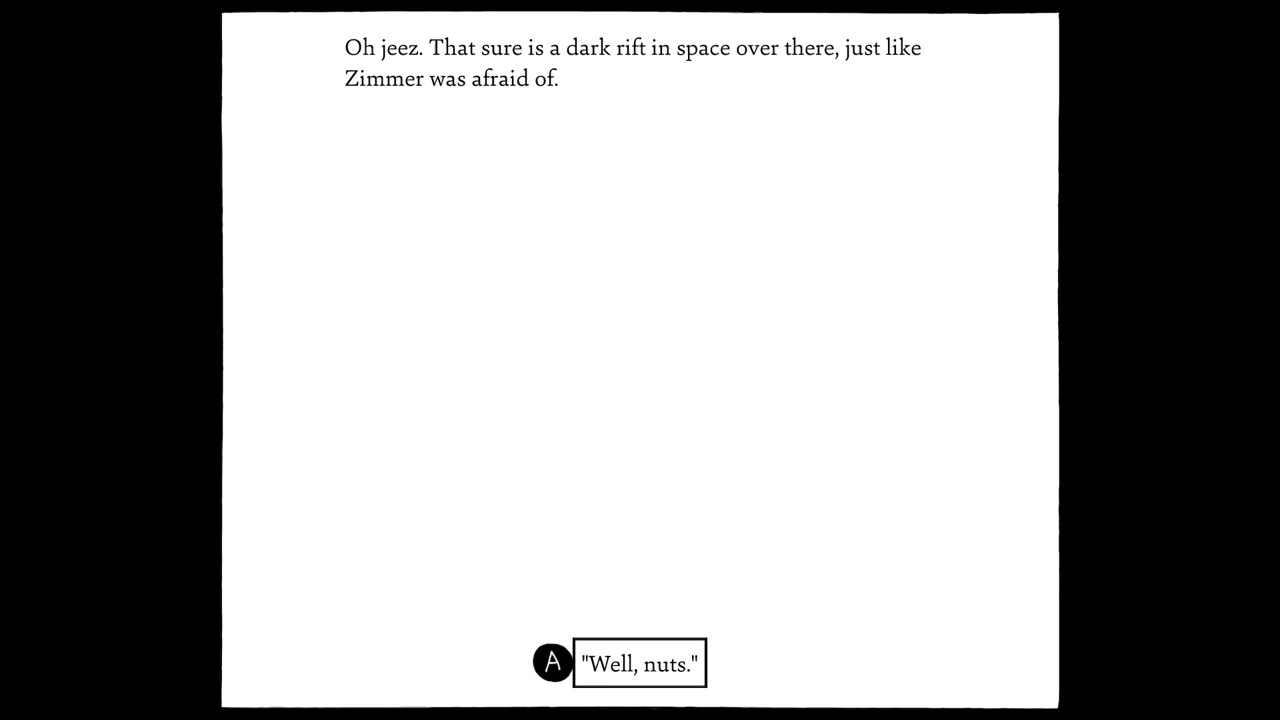 Oh jeez. That sure is a dark rift in space over there, just like
Zimmer was afraid of.
A "Well, nuts."